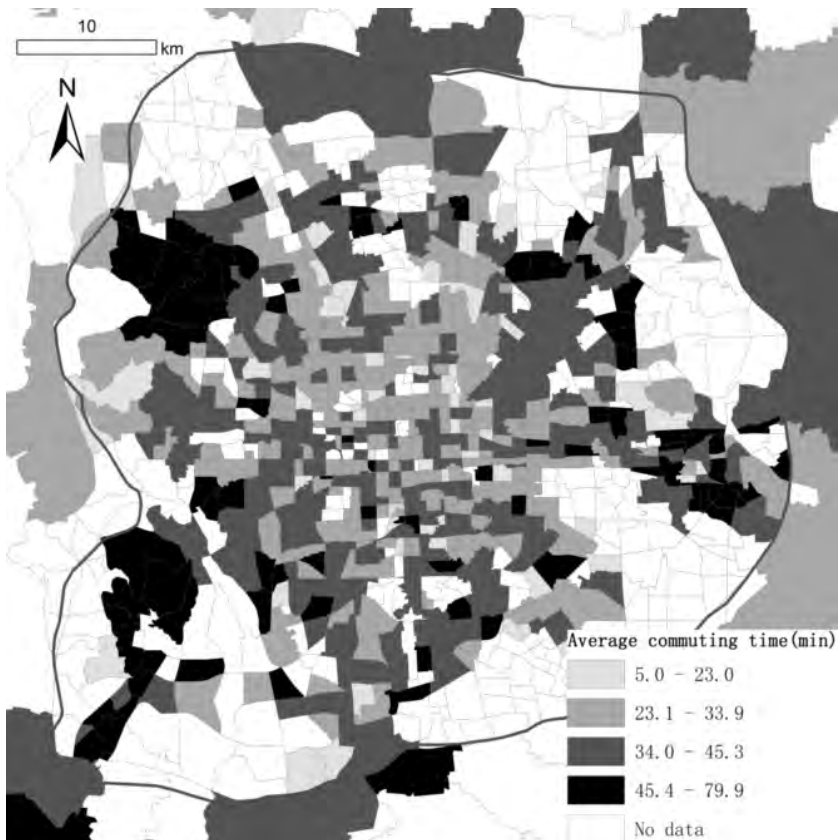 10
km
N
Average commuting time(min)
5.0 - 23.0
23.1 - 33.9
34.0 - 45.3
45.4 - 79.9
No data